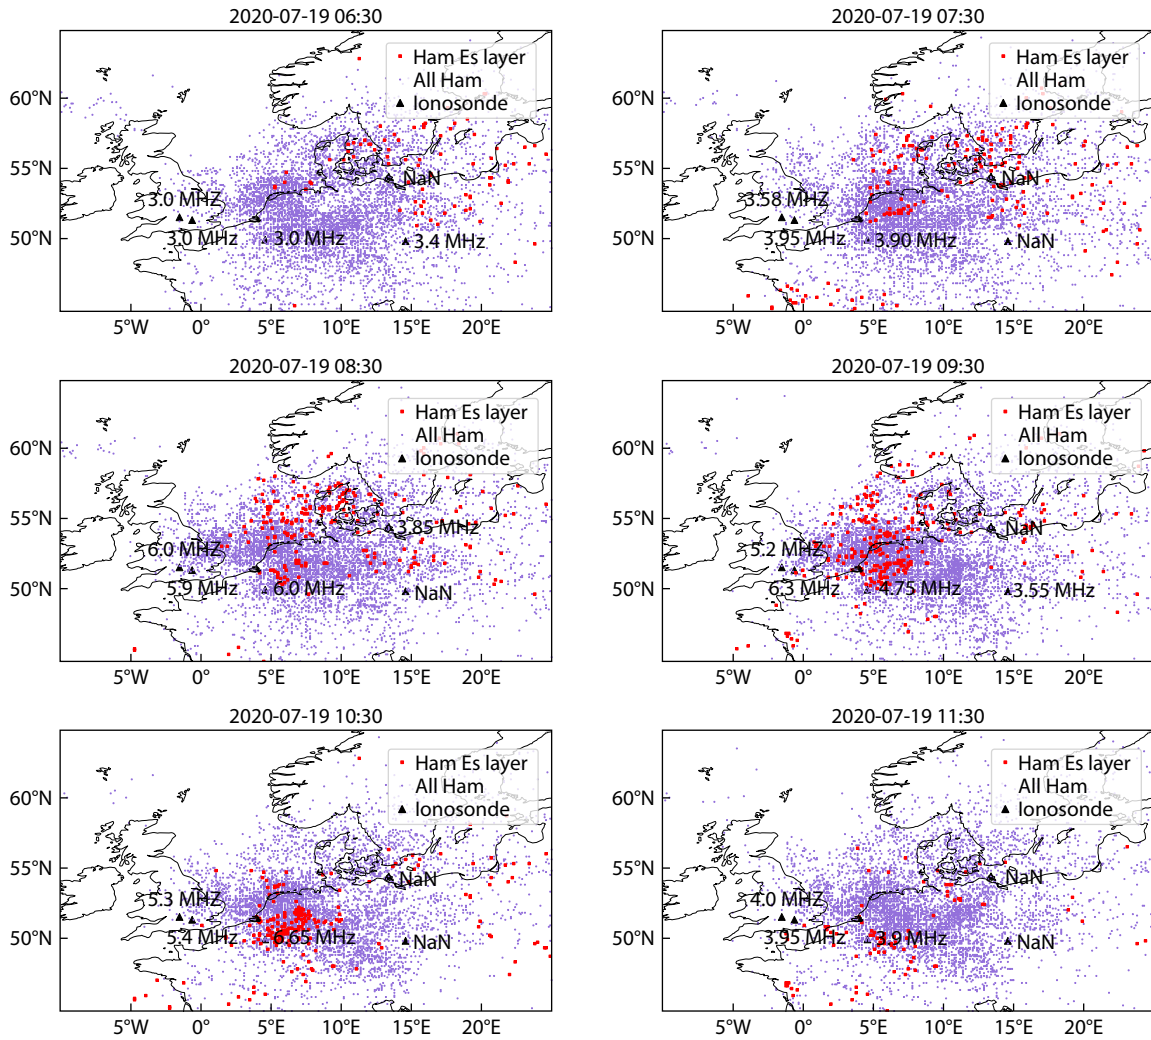 2020-07-19 06:30
Ham Es layer
All Ham
Ionosonde
60°N
55°N
50°N
3.0 MHZ
NaN
3.0 MHz
3.0 MHz
3.4 MHz
5°W
0°
5°E
10°E
15°E
20°E
2020-07-19 07:30
Ham Es layer
All Ham
Ionosonde
60°N
55°N
50°N
3.58 MHZ
NaN
3.95 MHz
3.90 MHz
NaN
5°W
0°
5°E
10°E
15°E
20°E
2020-07-19 08:30
Ham Es layer
All Ham
Ionosonde
60°N
55°N
50°N
3.85 MHz
6.0 MHZ
5.9 MHz
6.0 MHz
NaN
5°W
0°
5°E
10°E
15°E
20°E
2020-07-19 09:30
Ham Es layer
All Ham
Ionosonde
60°N
55°N
50°N
NaN
5.2 MHZ
6.3 MHz
4.75 MHz
3.55 MHz
5°W
0°
5°E
10°E
15°E
20°E
2020-07-19 10:30
Ham Es layer
All Ham
Ionosonde
60°N
55°N
50°N
5.3 MHZ
NaN
5.4 MHz
6.65 MHz
NaN
5°W
0°
5°E
10°E
15°E
20°E
2020-07-19 11:30
Ham Es layer
All Ham
Ionosonde
60°N
55°N
50°N
4.0 MHZ
NaN
3.95 MHz
3.9 MHz
NaN
5°W
0°
5°E
10°E
15°E
20°E